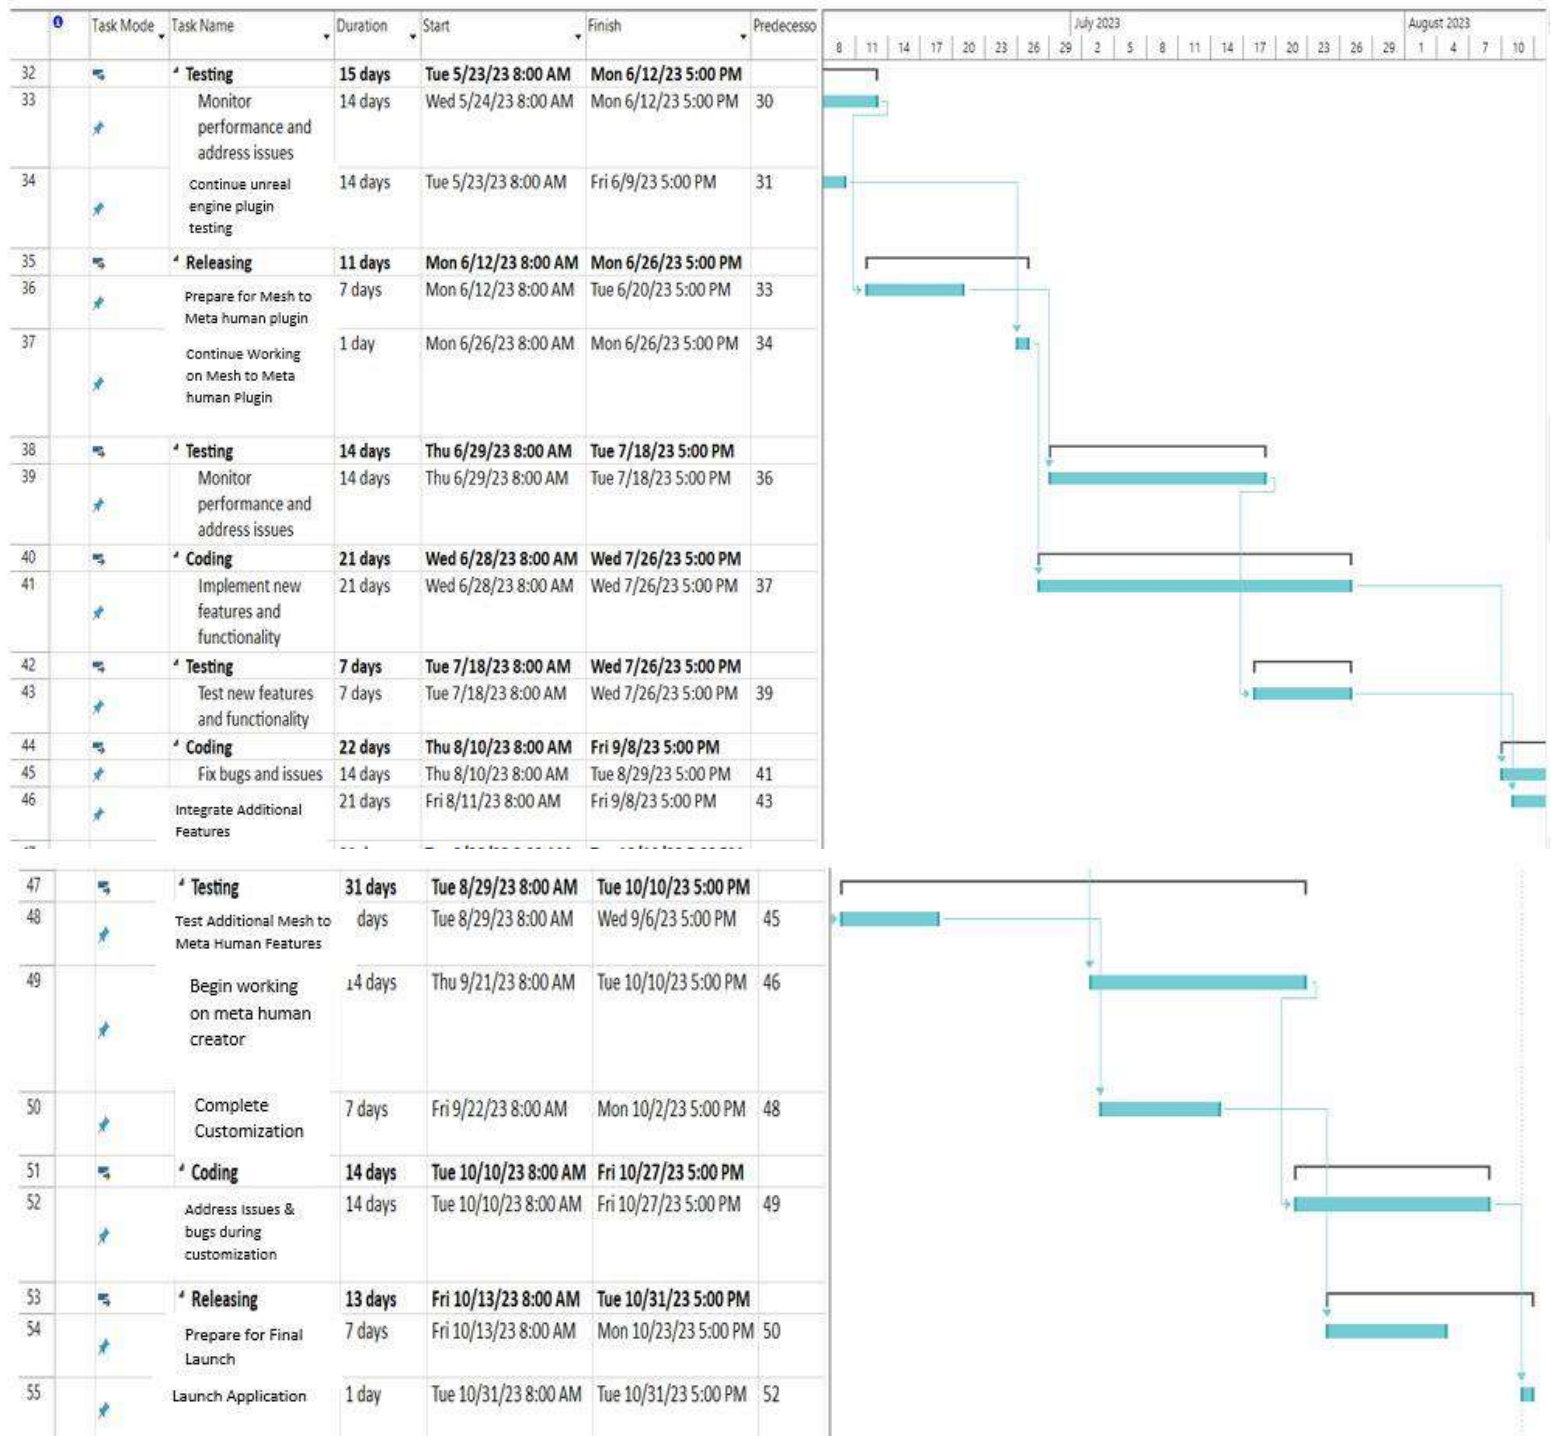 Task Mode Task Name Duration Start Finish Predecesso
July 2023 August 2023
8 11 14 17 20 23 26 29 2 5 8 11 14 17 20 23 26 29 1 4 7 10
32 Testing 15 days Tue 5/23/23 8:00 AM Mon 6/12/23 5:00 PM
33 Monitor 14 days Wed 5/24/23 8:00 AM Mon 6/12/23 5:00 PM 30
performance and
address issues
34 Continue unreal 14 days Tue 5/23/23 8:00 AM Fri 6/9/23 5:00 PM 31
engine plugin
testing
35 Releasing 11 days Mon 6/12/23 8:00 AM Mon 6/26/23 5:00 PM
36 Prepare for Mesh to 7 days Mon 6/12/23 8:00 AM Tue 6/20/23 5:00 PM 33
Meta human plugin
37 Continue Working 1 day Mon 6/26/23 8:00 AM Mon 6/26/23 5:00 PM 34
on Mesh to Meta
human Plugin
38 Testing 14 days Thu 6/29/23 8:00 AM Tue 7/18/23 5:00 PM
39 Monitor 14 days Thu 6/29/23 8:00 AM Tue 7/18/23 5:00 PM 36
performance and
address issues
40 Coding 21 days Wed 6/28/23 8:00 AM Wed 7/26/23 5:00 PM
41 Implement new 21 days Wed 6/28/23 8:00 AM Wed 7/26/23 5:00 PM 37
features and
functionality
42 Testing 7 days Tue 7/18/23 8:00 AM Wed 7/26/23 5:00 PM
43 Test new features 7 days Tue 7/18/23 8:00 AM Wed 7/26/23 5:00 PM 39
and functionality
44 Coding 22 days Thu 8/10/23 8:00 AM Fri 9/8/23 5:00 PM
45 Fix bugs and issues 14 days Thu 8/10/23 8:00 AM Tue 8/29/23 5:00 PM 41
46 Integrate Additional 21 days Fri 8/11/23 8:00 AM Fri 9/8/23 5:00 PM 43
Features
47 Testing 31 days Tue 8/29/23 8:00 AM Tue 10/10/23 5:00 PM
48 Test Additional Mesh to days Tue 8/29/23 8:00 AM Wed 9/6/23 5:00 PM 45
Meta Human Features
49 Begin working 14 days Thu 9/21/23 8:00 AM Tue 10/10/23 5:00 PM 46
on meta human
creator
50 Complete 7 days Fri 9/22/23 8:00 AM Mon 10/2/23 5:00 PM 48
Customization
51 Coding 14 days Tue 10/10/23 8:00 AM Fri 10/27/23 5:00 PM
52 Address Issues & 14 days Tue 10/10/23 8:00 AM Fri 10/27/23 5:00 PM 49
bugs during
customization
53 Releasing 13 days Fri 10/13/23 8:00 AM Tue 10/31/23 5:00 PM
54 Prepare for Final 7 days Fri 10/13/23 8:00 AM Mon 10/23/23 5:00 PM 50
Launch
55 Launch Application 1 day Tue 10/31/23 8:00 AM Tue 10/31/23 5:00 PM 52